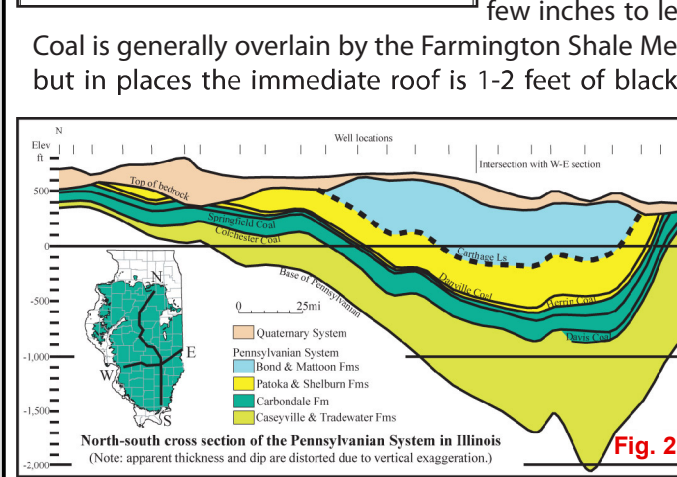 few inches to le
Coal is generally overlain by the Farmington Shale Me
but in places the immediate roof is 1-2 feet of black
N
Well locations
Elev
ft
Intersection with W-E section
500
0
-500
-1,000
-1,500
-2,000
Top of bedrock
Springfield Coal
Colchester Coal
Base of Pennsylvanian
Carthage Ls
Danville Coal
Herrin Coal
Davis Coal
N
E
W
S
0 25mi
Quaternary System
Pennsylvanian System
Bond & Mattoon Fms
Patoka & Shelburn Fms
Carbondale Fm
Caseyville & Tradewater Fms
North-south cross section of the Pennsylvanian System in Illinois
(Note: apparent thickness and dip are distorted due to vertical exaggeration.)
Fig. 2